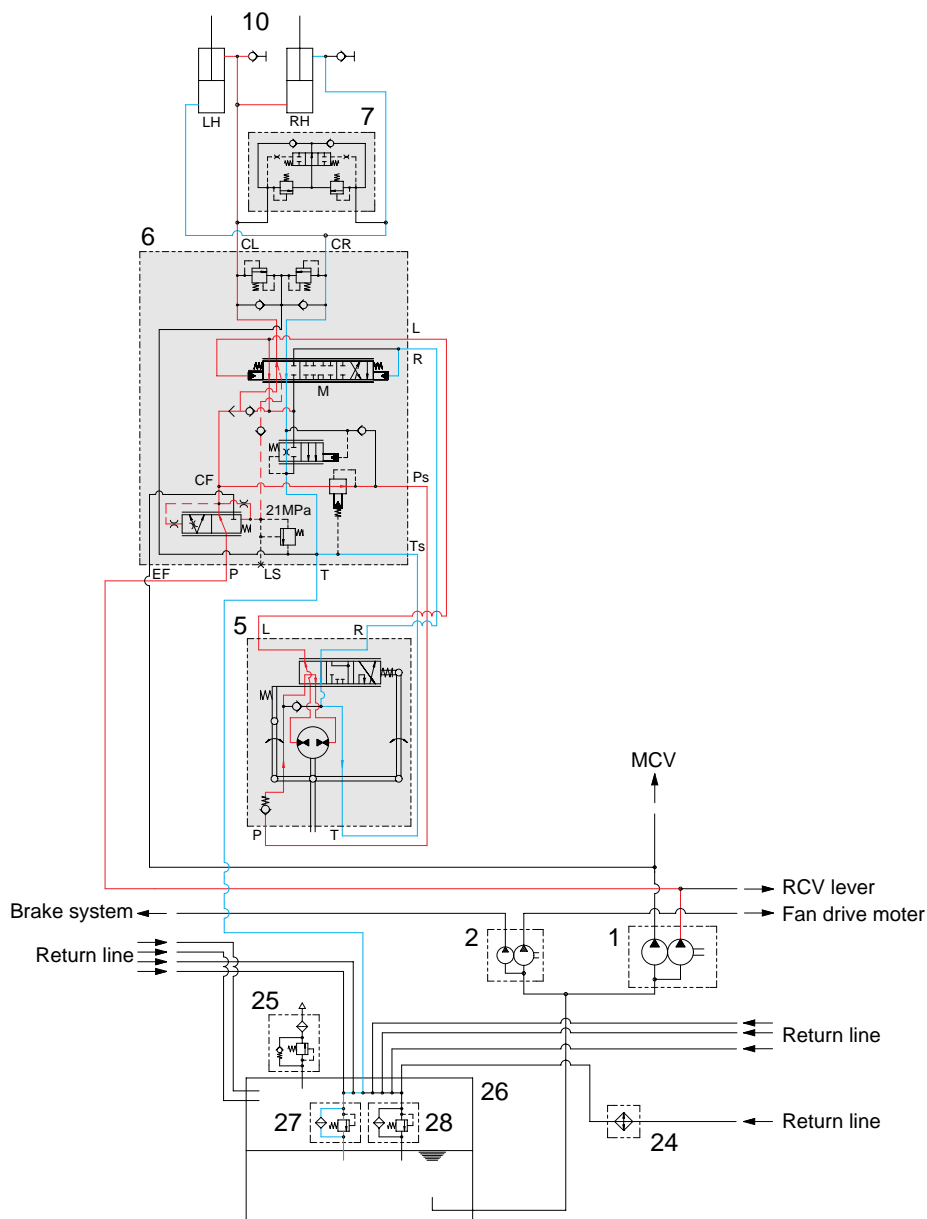 10
LH
RH
7
6
CL
CR
L
R
M
CF
Ps
21MPa
Ts
EF
P
LS
T
5
L
R
MCV
P
T
RCV lever
Brake system
Fan drive moter
2
1
Return line
25
Return line
26
27
28
Return line
24